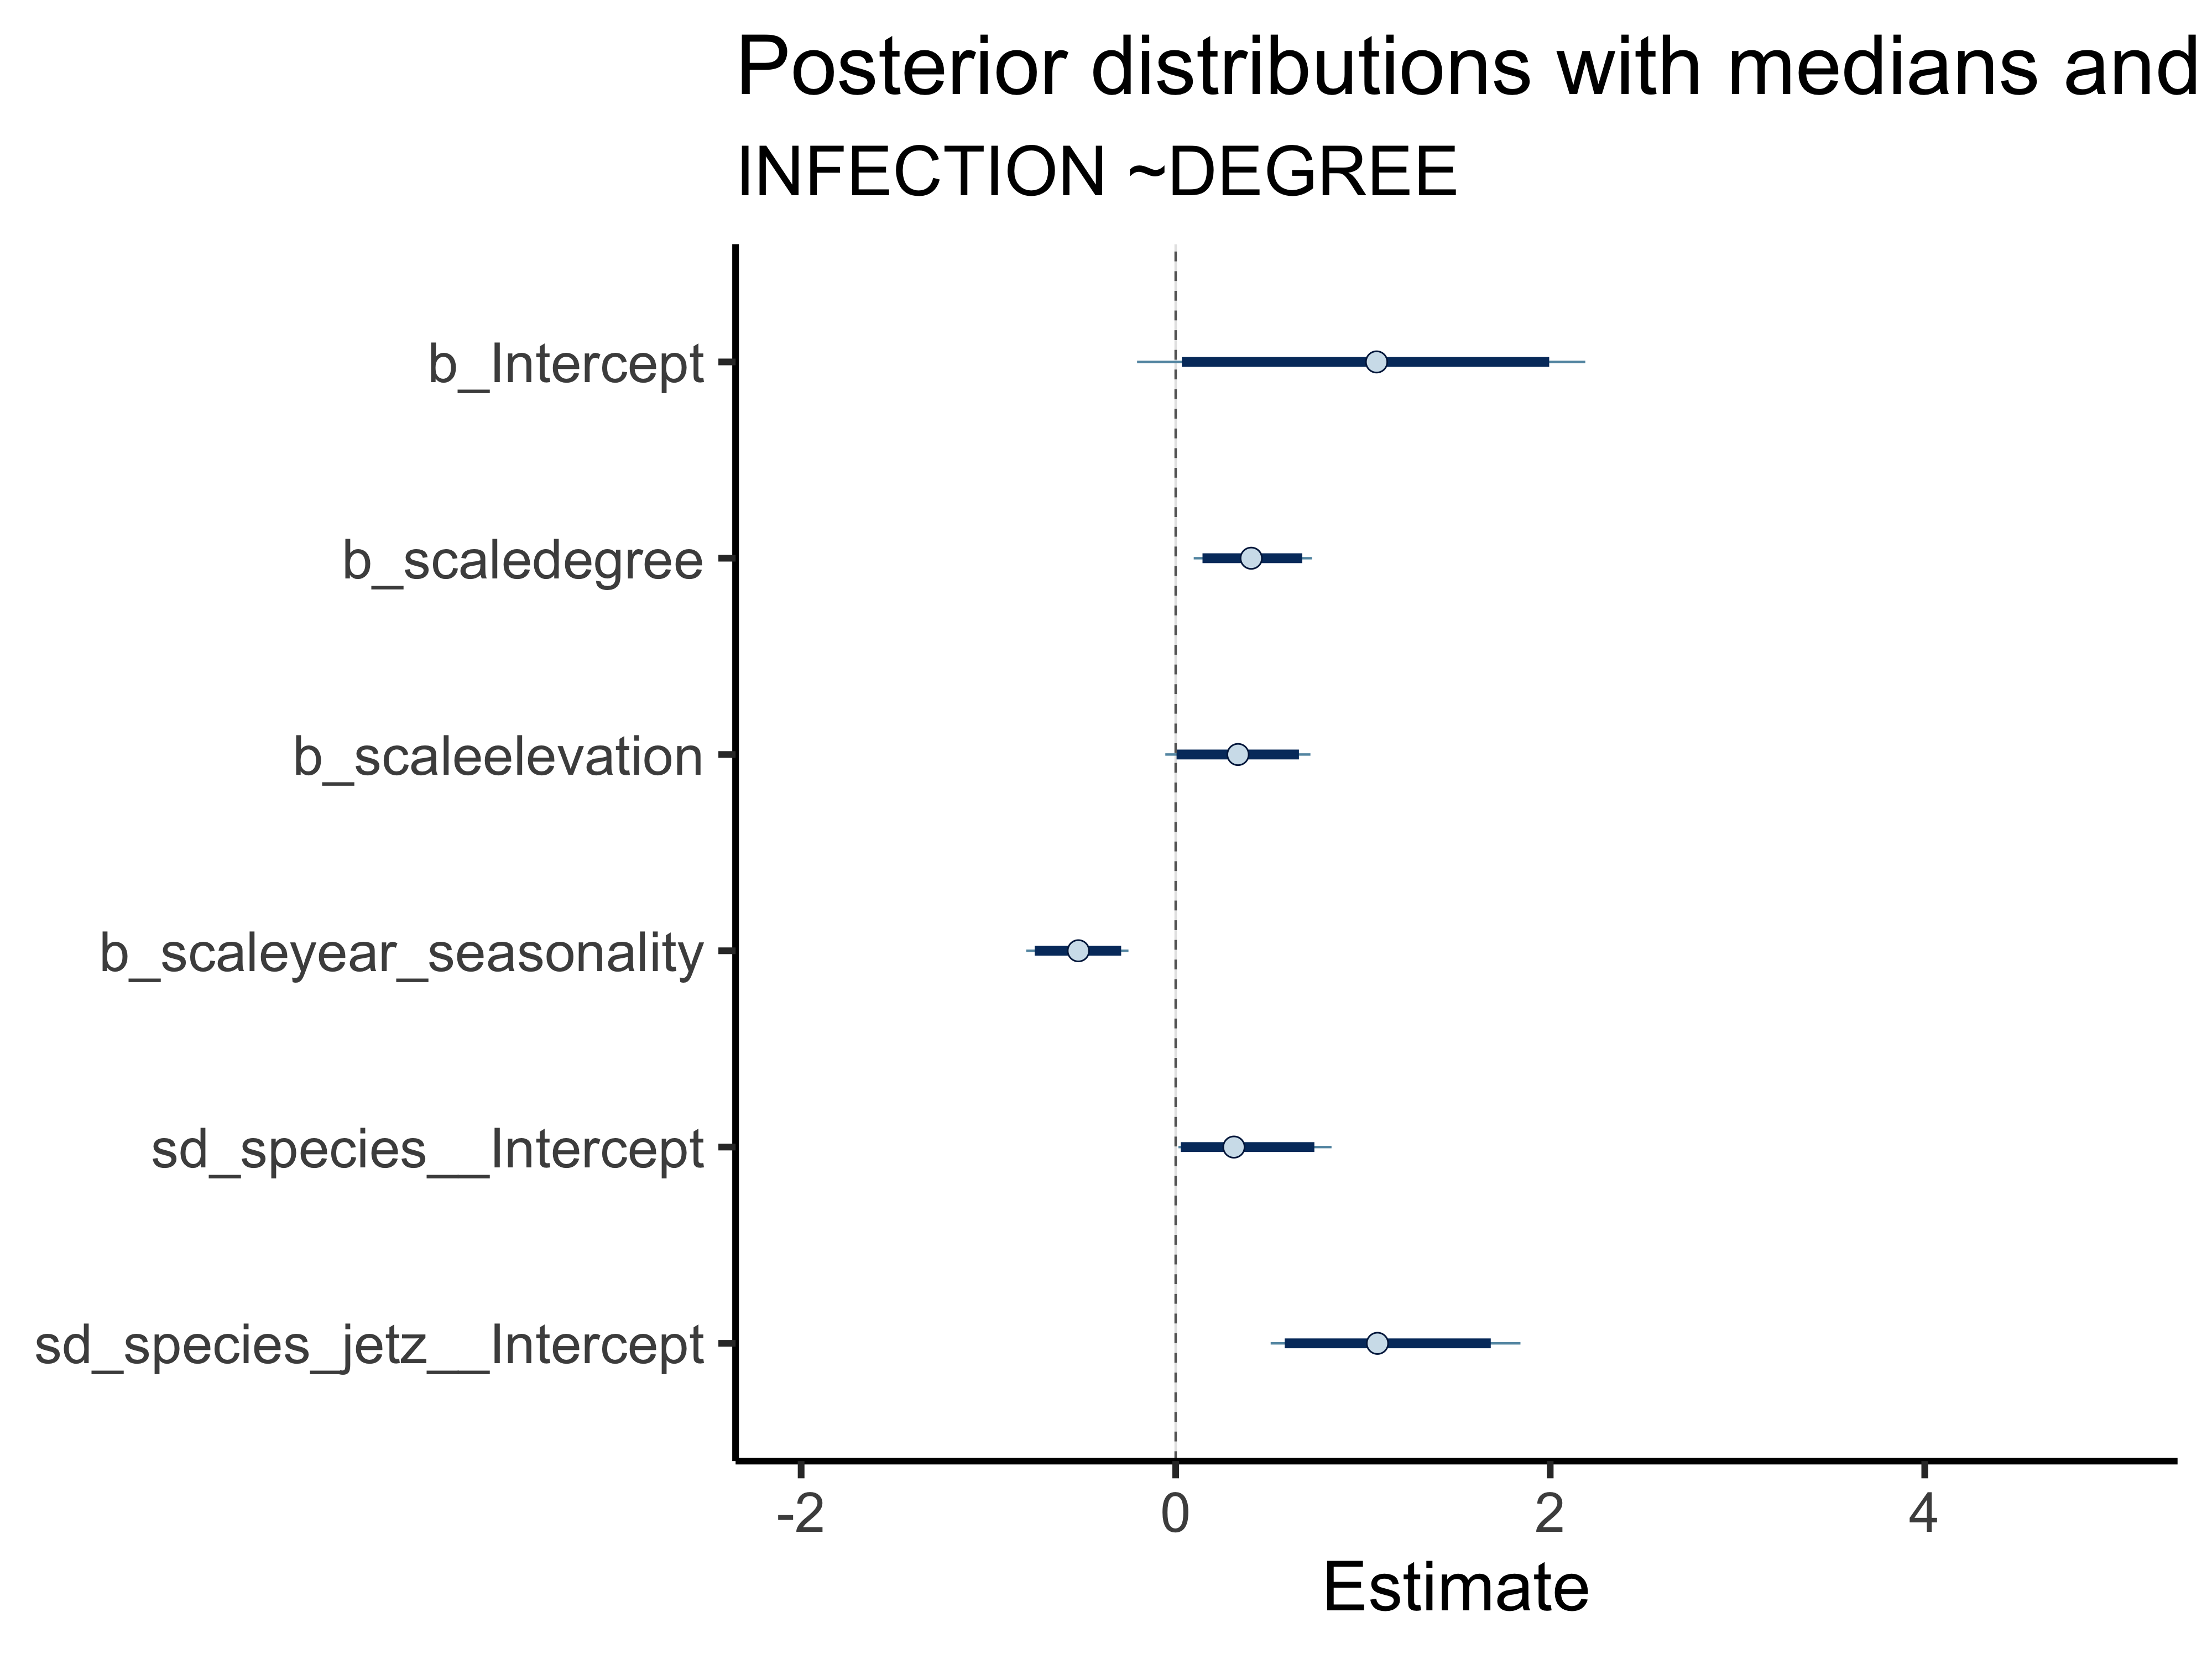 Posterior distributions with medians and
INFECTION ~DEGREE
b_Intercept
b_scaledegree
b_scaleelevation
b_scaleyear_seasonality
sd_species__Intercept
sd_species_jetz__Intercept
-2 0 2 4
Estimate